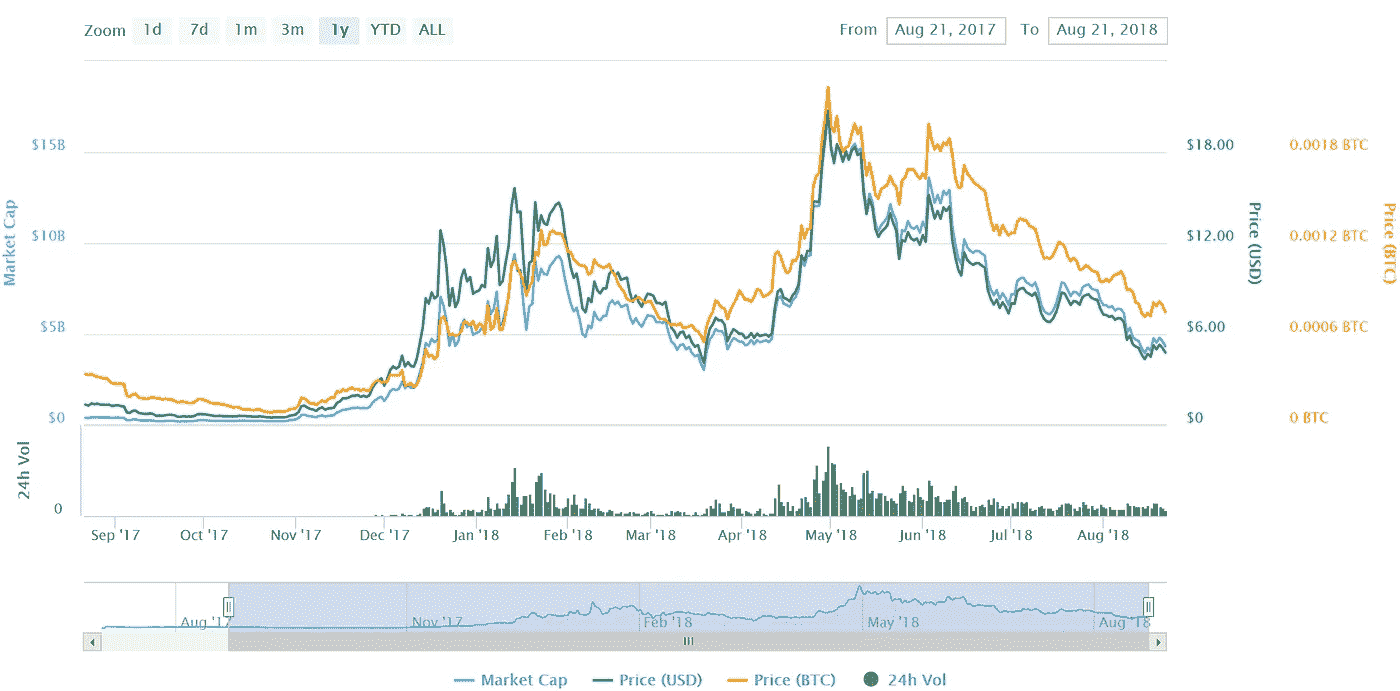 Zoom 1d 7d 1m 3m 1y YTD ALL From Aug 21, 2017 To Aug 21, 2018
$15B $18.00 0.0018 BTC
Market Cap Price (USD) Price (BTC)
$10B $12.00 0.0012 BTC
$5B $6.00 0.0006 BTC
$0 $0 0 BTC
24h Vol
0
Sep '17 Oct '17 Nov '17 Dec '17 Jan '18 Feb '18 Mar '18 Apr '18 May '18 Jun '18 Jul '18 Aug '18
Aug '17 Nov '17 Feb '18 May '18 Aug '18
Market Cap Price (USD) Price (BTC) 24h Vol